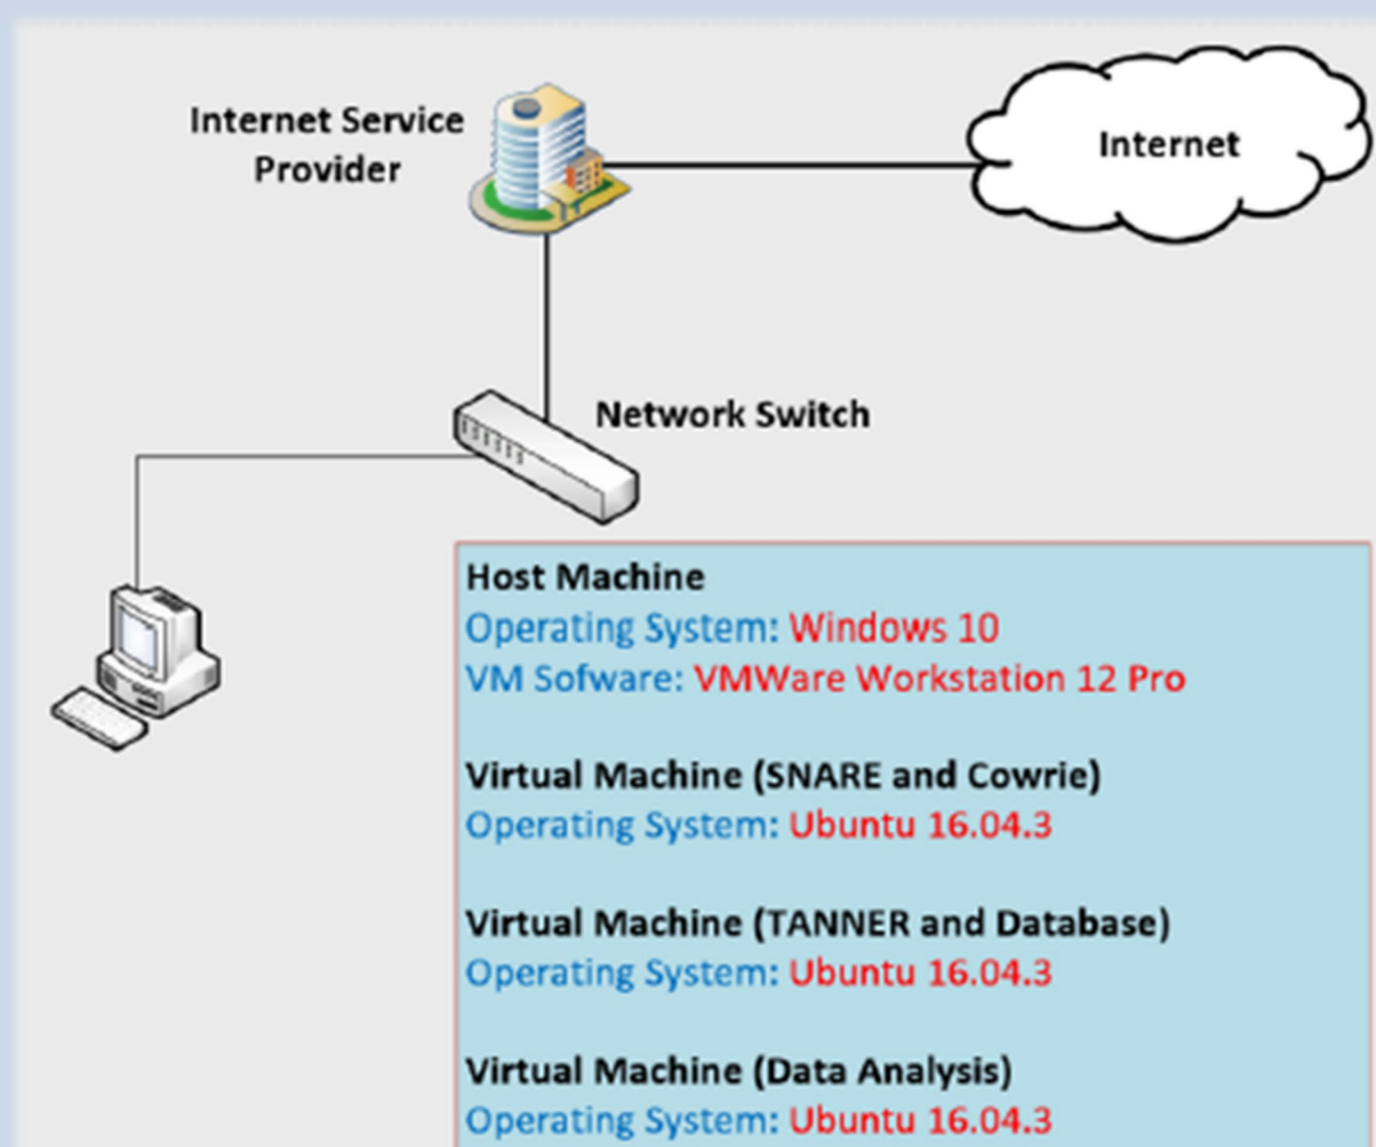 Internet Service
Provider
Internet
Network Switch
Host Machine
Operating System: Windows 10
VM Sofware: VMWare Workstation 12 Pro
Virtual Machine (SNARE and Cowrie)
Operating System: Ubuntu 16.04.3
Virtual Machine (TANNER and Database)
Operating System: Ubuntu 16.04.3
Virtual Machine (Data Analysis)
Operating System: Ubuntu 16.04.3